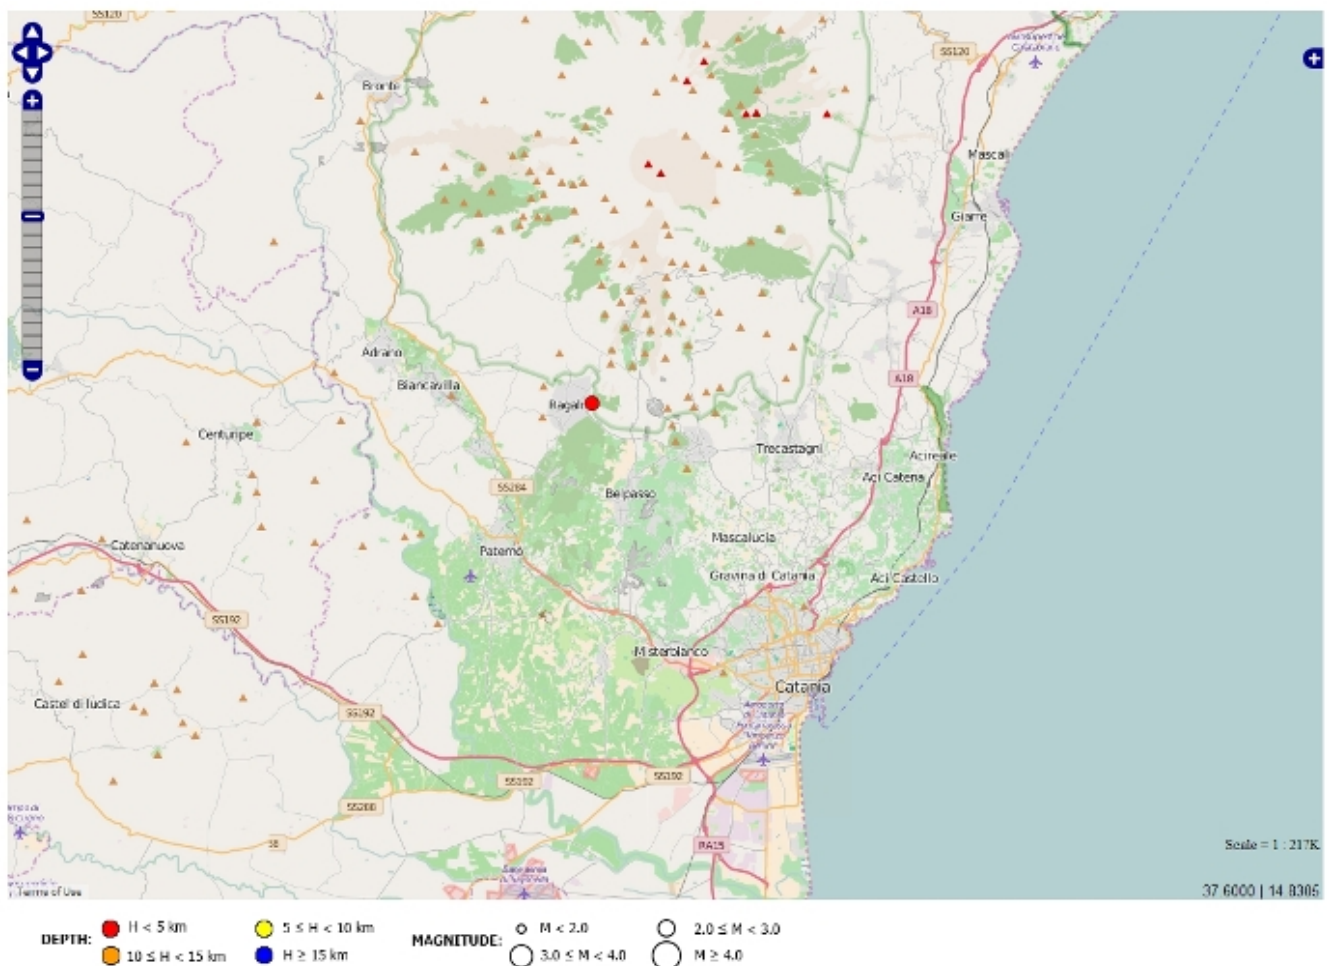 SS120
SS120
Bronte
Mascali
Giarre
A18
Adrano
Biancavilla
A18
Ragali
Centuripe
Trecastagni
Acireale
Aci Catena
SS284
Belpasso
Catenanuova
Paternò
Mascalucia
Gravina di Catania
Aci Castello
SS192
Misterbianco
Catania
Castel di Iudica
SS192
SS192
SS192
SS288
RA15
Scale = 1 : 217K
Terms of Use
37.6000 | 14.8385
DEPTH:
H < 5 km
5 ≤ H < 10 km
10 ≤ H < 15 km
H ≥ 15 km
MAGNITUDE:
M < 2.0
2.0 ≤ M < 3.0
3.0 ≤ M < 4.0
M ≥ 4.0